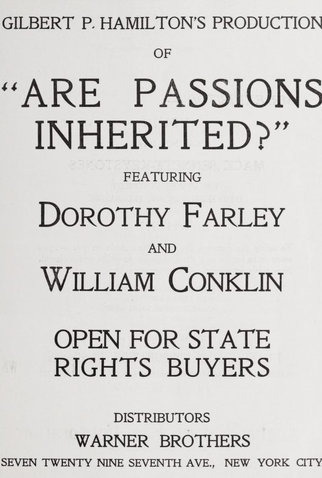 GILBERT P. HAMILTON'S PRODUCTION
OF
"ARE PASSIONS
INHERITED?"
FEATURING
DOROTHY FARLEY
AND
WILLIAM CONKLIN
OPEN FOR STATE
RIGHTS BUYERS
DISTRIBUTORS
WARNER BROTHERS
SEVEN TWENTY NINE SEVENTH AVE., NEW YORK CITY